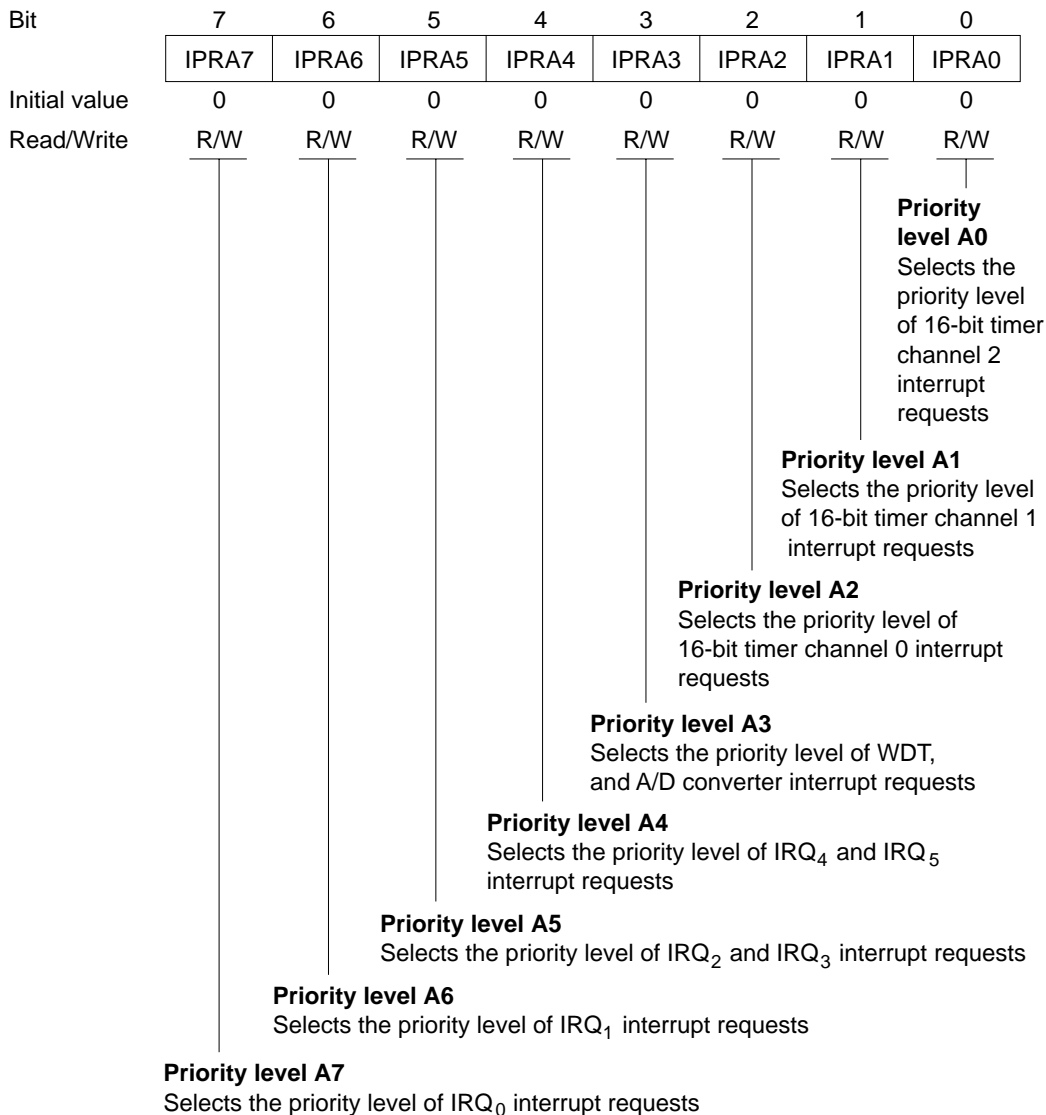 Bit 7 6 5 4 3 2 1 0
IPRA7 IPRA6 IPRA5 IPRA4 IPRA3 IPRA2 IPRA1 IPRA0
Initial value 0 0 0 0 0 0 0 0
Read/Write R/W R/W R/W R/W R/W R/W R/W R/W
Priority
level A0
Selects the
priority level
of 16-bit timer
channel 2
interrupt
requests
Priority level A1
Selects the priority level
of 16-bit timer channel 1
interrupt requests
Priority level A2
Selects the priority level of
16-bit timer channel 0 interrupt
requests
Priority level A3
Selects the priority level of WDT,
and A/D converter interrupt requests
Priority level A4
Selects the priority level of IRQ4 and IRQ5
interrupt requests
Priority level A5
Selects the priority level of IRQ2 and IRQ3 interrupt requests
Priority level A6
Selects the priority level of IRQ1 interrupt requests
Priority level A7
Selects the priority level of IRQ0 interrupt requests